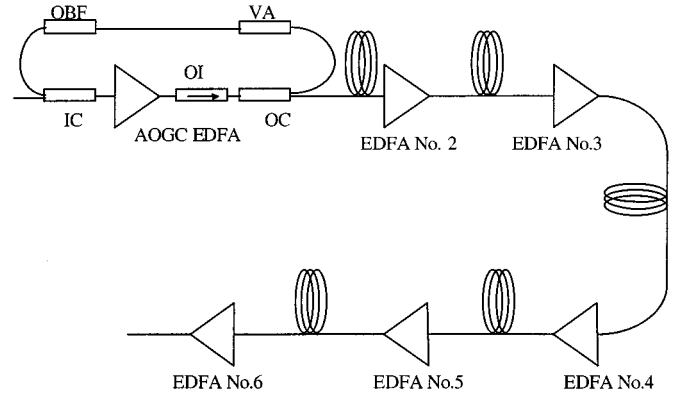 OBF
VA
OI
IC
OC
AOGC EDFA
EDFA No. 2
EDFA No.3
EDFA No.6
EDFA No.5
EDFA No.4